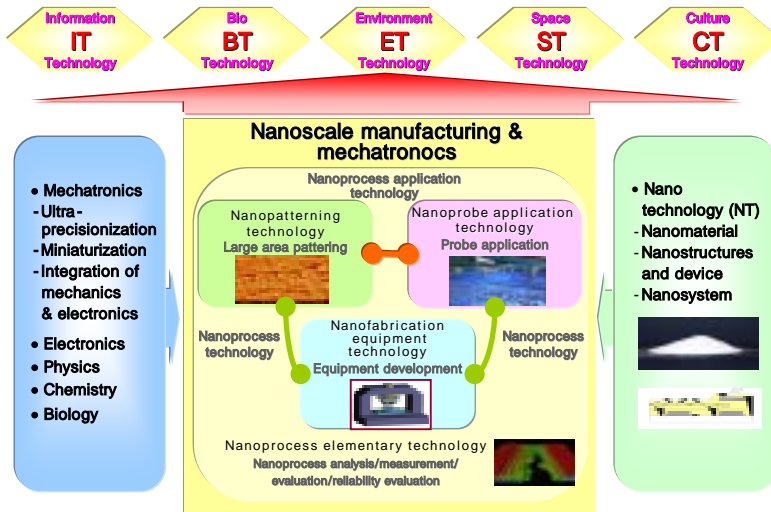 Information
IT
Technology
Bio
BT
Technology
Environment
ET
Technology
Space
ST
Technology
Culture
CT
Technology
● Mechatronics
- Ultra-
precisionization
- Miniaturization
- Integration of
mechanics
& electronics
● Electronics
● Physics
● Chemistry
● Biology
Nanoscale manufacturing &
mechatronocs
Nanoprocess application
technology
Nanopatterning
technology
Large area pattering
Nanoprobe application
technology
Probe application
Nanoprocess
technology
Nanofabrication
equipment
technology
Equipment development
Nanoprocess
technology
Nanoprocess elementary technology
Nanoprocess analysis/measurement/
evaluation/reliability evaluation
• Nano
technology (NT)
- Nanomaterial
- Nanostructures
and device
- Nanosystem